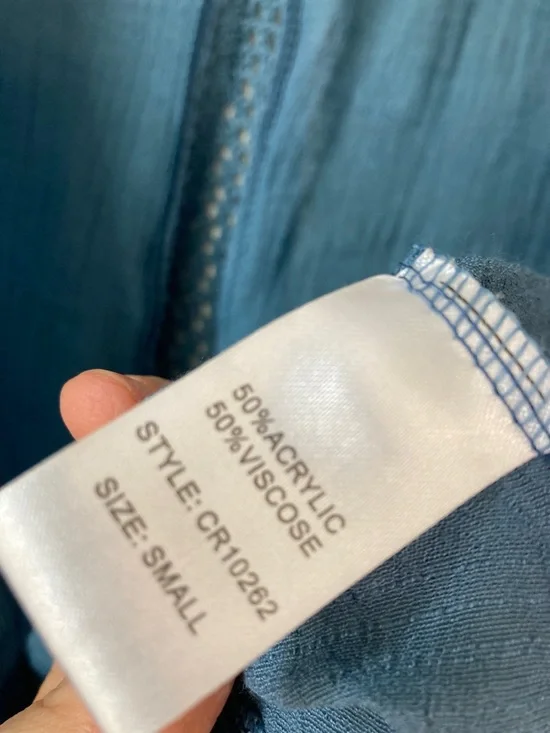 50%ACRYLIC
50%VISCOSE
STYLE: CR10262
SIZE: SMALL